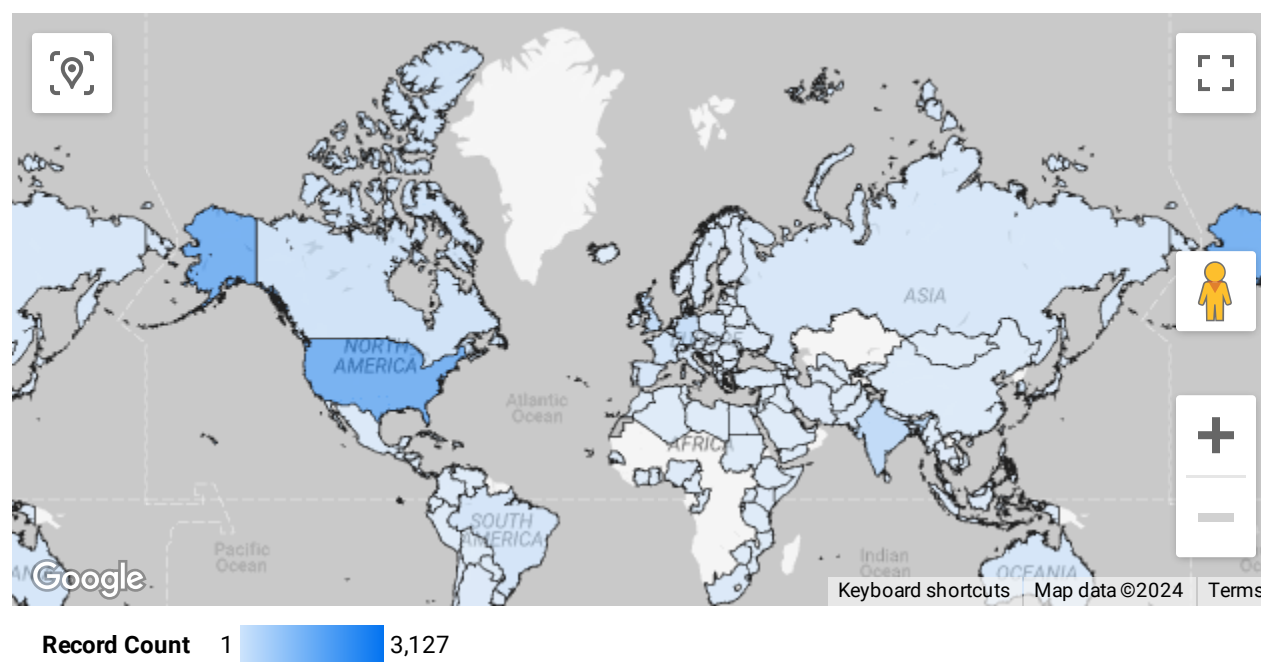 ASIA
NORTH
AMERICA
Atlantic
Ocean
AFRICA
SOUTH
AMERICA
Pacific
Ocean
Indian
Ocean
OCEANIA
Google
Keyboard shortcuts
Map data ©2024
Terms
Record Count 1 3,127